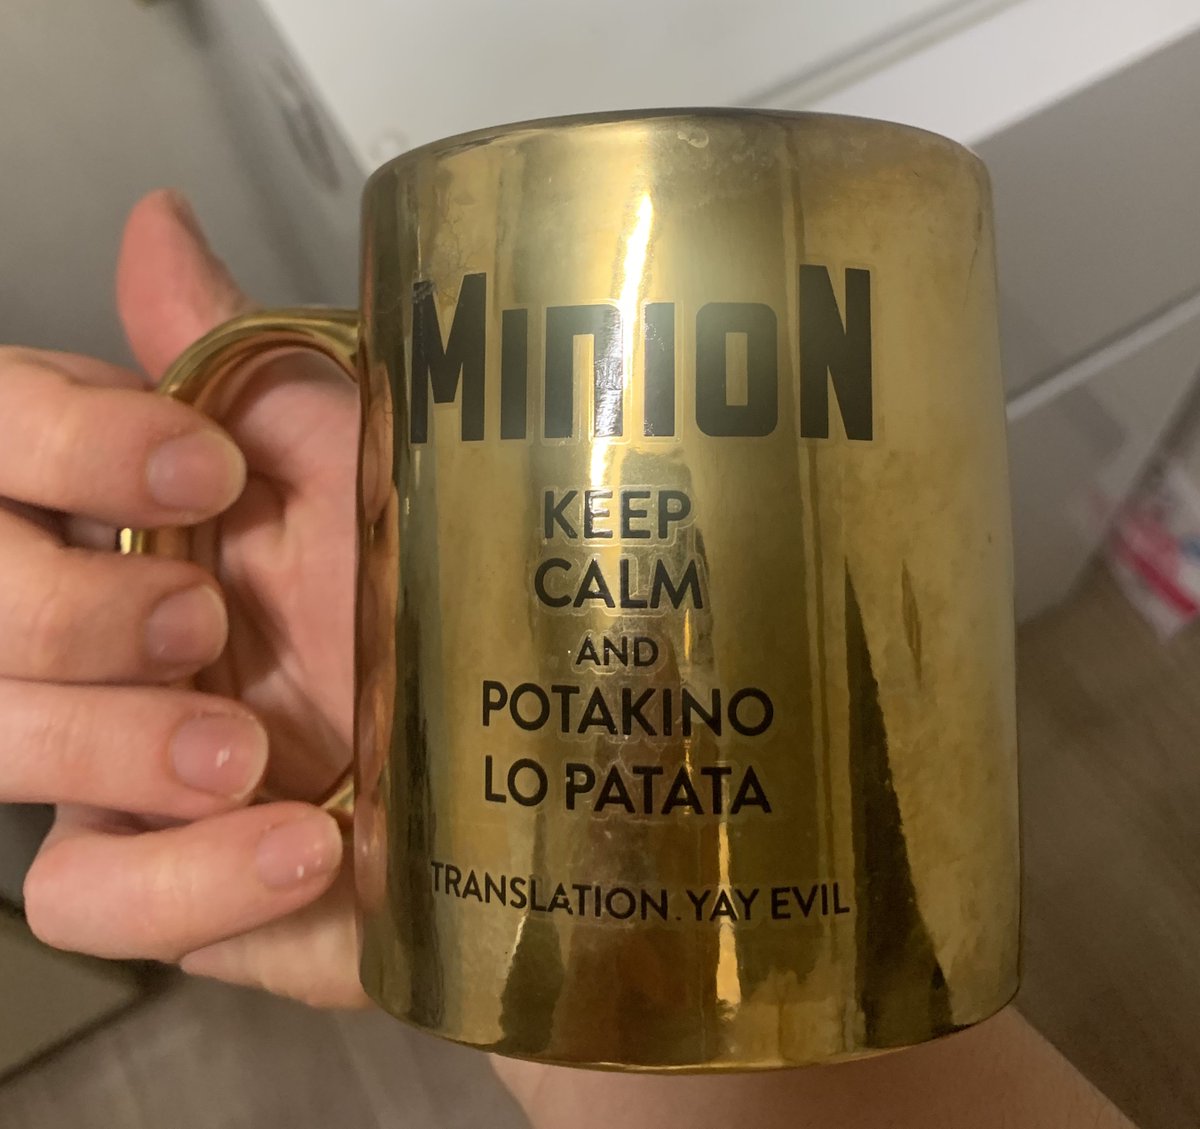 MINION
KEEP
CALM
AND
POTAKINO
LO PATATA
TRANSLATION. YAY EVIL